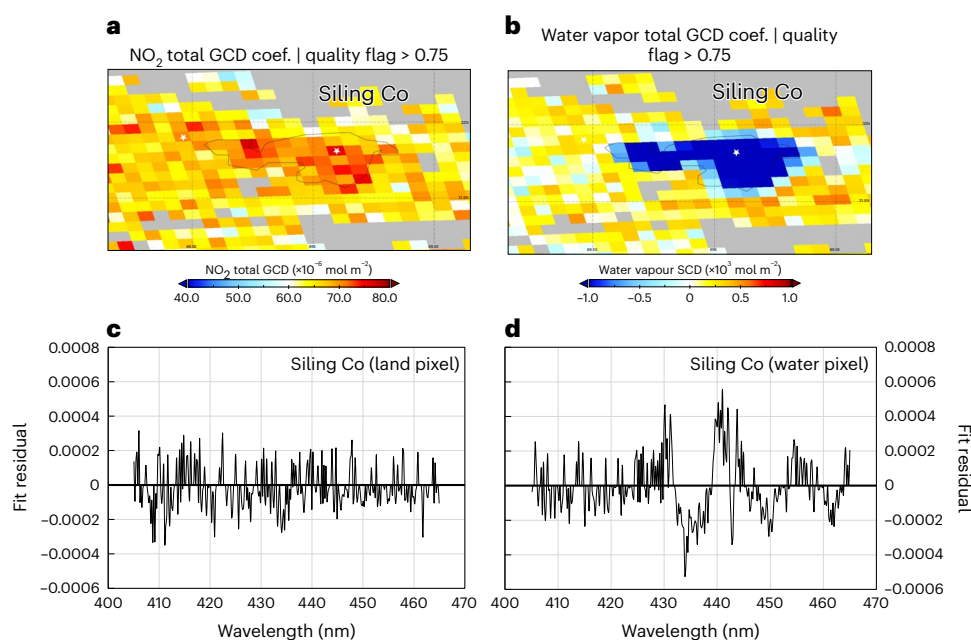 a
NO2 total GCD coef. | quality flag > 0.75
Siling Co
NO2 total GCD (×10−6 mol m−2)
40.0 50.0 60.0 70.0 80.0
b
Water vapor total GCD coef. | quality
flag > 0.75
Siling Co
Water vapour SCD (×10³ mol m−2)
−1.0 −0.5 0 0.5 1.0
c
Siling Co (land pixel)
Fit residual
0.0008
0.0006
0.0004
0.0002
0
−0.0002
−0.0004
−0.0006
400 410 420 430 440 450 460 470
Wavelength (nm)
d
Siling Co (water pixel)
0.0008
0.0006
0.0004
0.0002
0
−0.0002
−0.0004
−0.0006
Fit residual
400 410 420 430 440 450 460 470
Wavelength (nm)